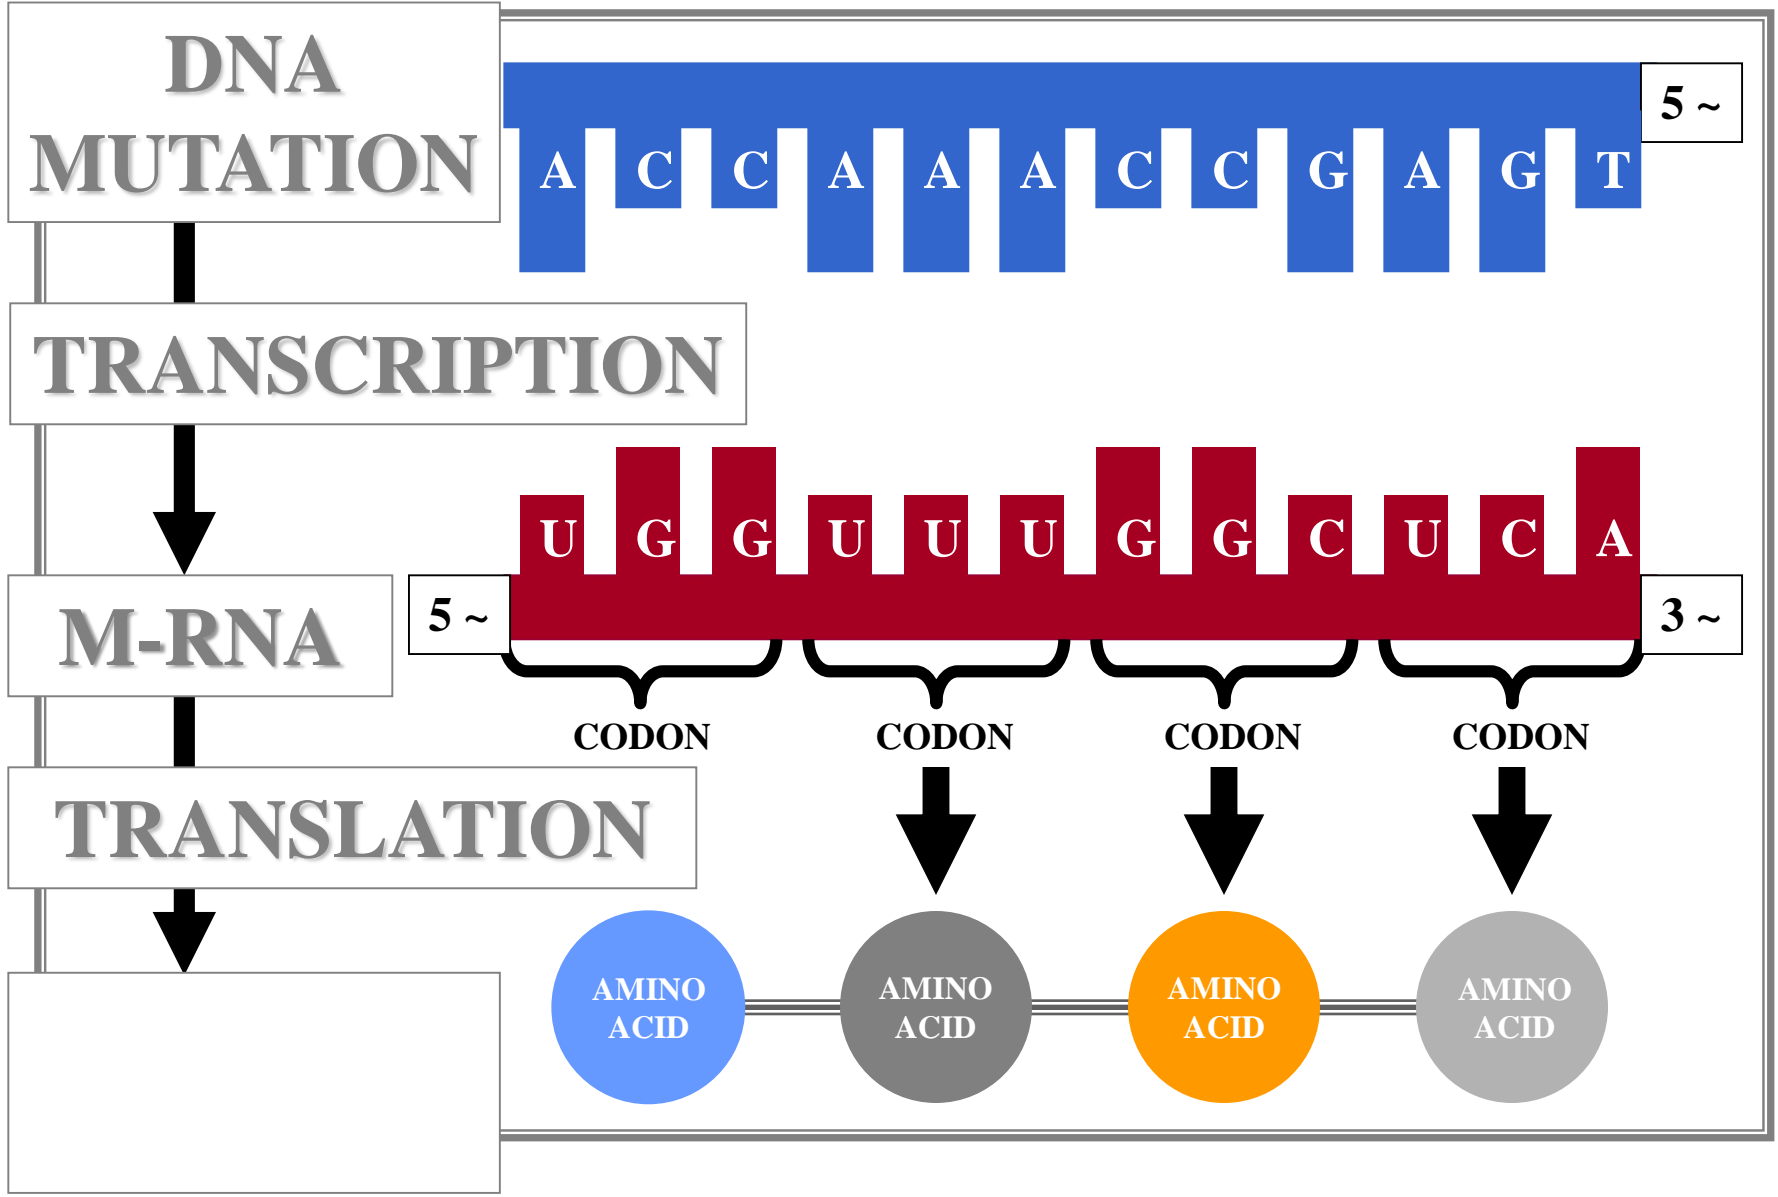 DNA
MUTATION
5 ~
A C C A A A C C G A G T
TRANSCRIPTION
U G G U U U G G C U C A
M-RNA
5 ~
3 ~
CODON CODON CODON CODON
TRANSLATION
AMINO
ACID
AMINO
ACID
AMINO
ACID
AMINO
ACID